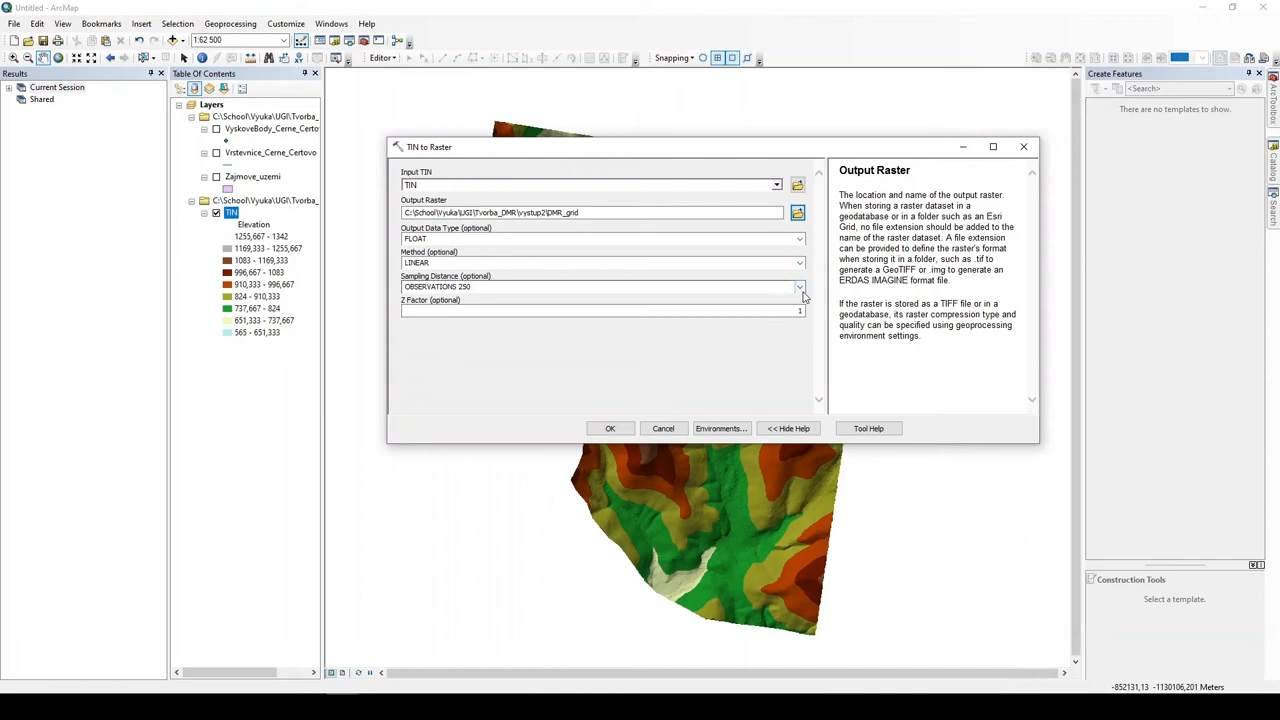 Untitled - ArcMap
File Edit View Bookmarks Insert Selection Geoprocessing Customize Windows Help
1:62 500
Editor
Snapping
Results
Current Session
Shared
Table Of Contents
Layers
C:\School\Vyuka\UGI\Tvorba_
VyskoveBody_Cerne_Certo
Vrstevnice_Cerne_Certovo
Zajmove_uzemi
C:\School\Vyuka\UGI\Tvorba_
TIN
Elevation
1255,667 - 1342
1169,333 - 1255,667
1083 - 1169,333
996,667 - 1083
910,333 - 996,667
824 - 910,333
737,667 - 824
651,333 - 737,667
565 - 651,333
TIN to Raster
Input TIN
TIN
Output Raster
C:\School\Vyuka\UGI\Tvorba_DMR\vystup2\DMR_grid
Output Data Type (optional)
FLOAT
Method (optional)
LINEAR
Sampling Distance (optional)
OBSERVATIONS 250
Z Factor (optional)
1
OK Cancel Environments... << Hide Help Tool Help
Output Raster
The location and name of the output raster.
When storing a raster dataset in a
geodatabase or in a folder such as an Esri
Grid, no file extension should be added to
the name of the raster dataset. A file
extension can be provided to define the raster's format
when storing it in a folder, such as .tif to
generate a GeoTIFF or .img to generate an
ERDAS IMAGINE format file.
If the raster is stored as a TIFF file or in a
geodatabase, its raster compression type and
quality can be specified using geoprocessing
environment settings.
Create Features
<Search>
There are no templates to show.
Construction Tools
Select a template.
ArcToolbox
Catalog
Search
-852131,13 -1130106,201 Meters